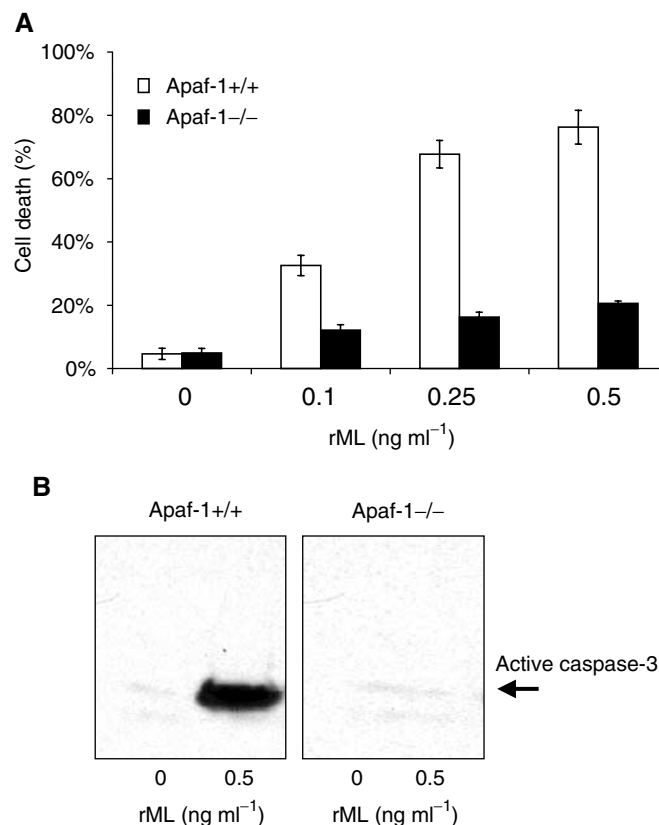 A
100%
80%
60%
40%
20%
0%
Cell death (%)
Apaf-1+/+
Apaf-1−/−
0 0.1 0.25 0.5
rML (ng ml⁻¹)
B
Apaf-1+/+ Apaf-1−/−
Active caspase-3
0 0.5 0 0.5
rML (ng ml⁻¹) rML (ng ml⁻¹)